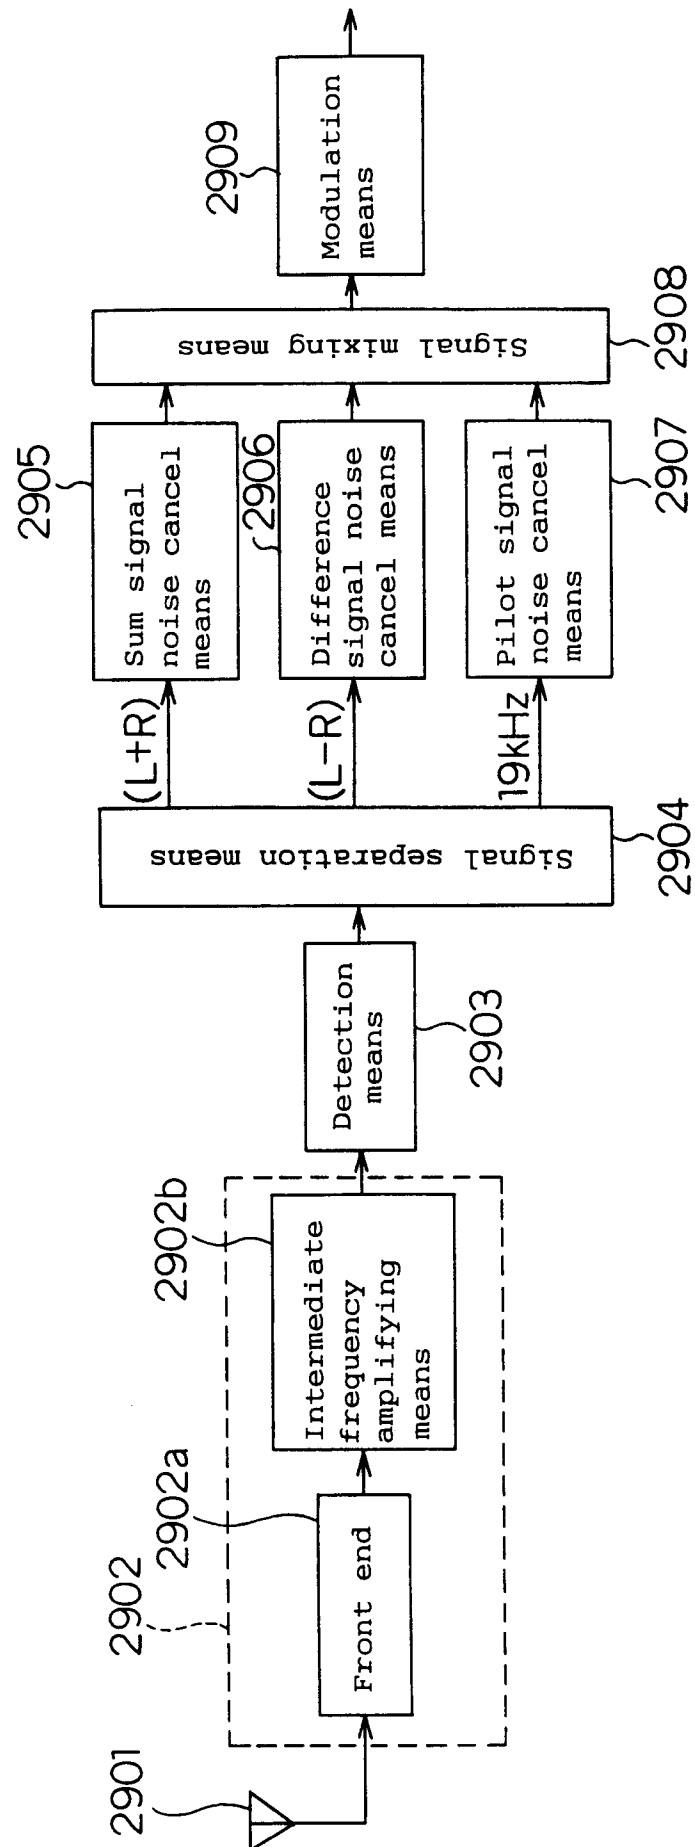 2901
2902
2902a
Front end
2902b
Intermediate
frequency
amplifying
means
Detection
means
2903
Signal separation means
2904
(L+R)
(L−R)
19kHz
2905
Sum signal
noise cancel
means
2906
Difference
signal noise
cancel means
Pilot signal
noise cancel
means
2907
Signal mixing means
2908
2909
Modulation
means